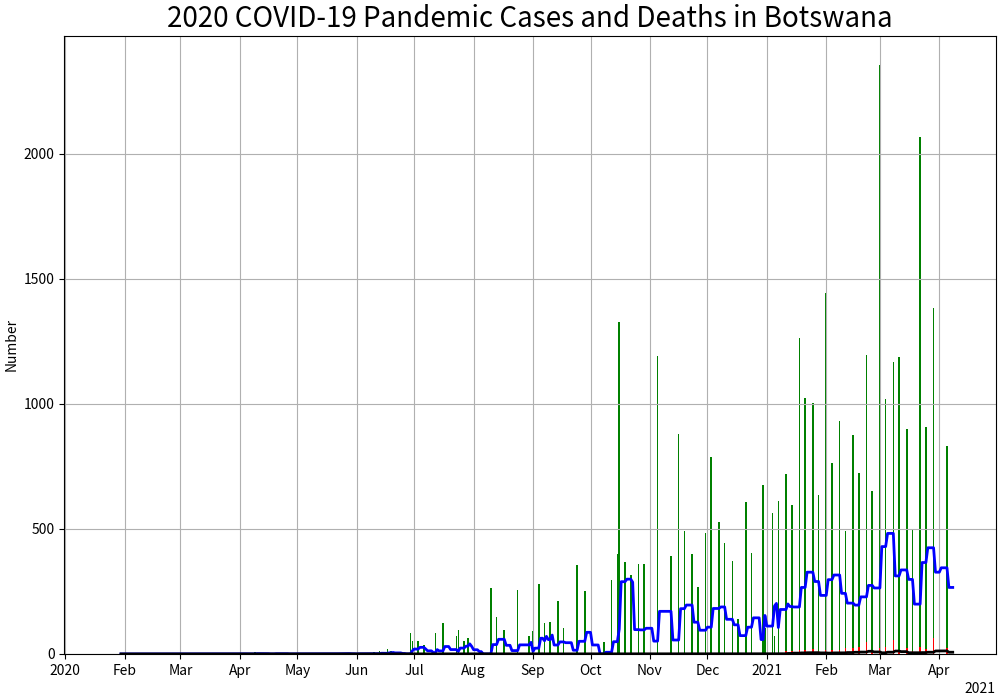 2020 COVID-19 Pandemic Cases and Deaths in Botswana
Number
2000
1500
1000
500
0
2020 Feb Mar Apr May Jun Jul Aug Sep Oct Nov Dec 2021 Feb Mar Apr
2021